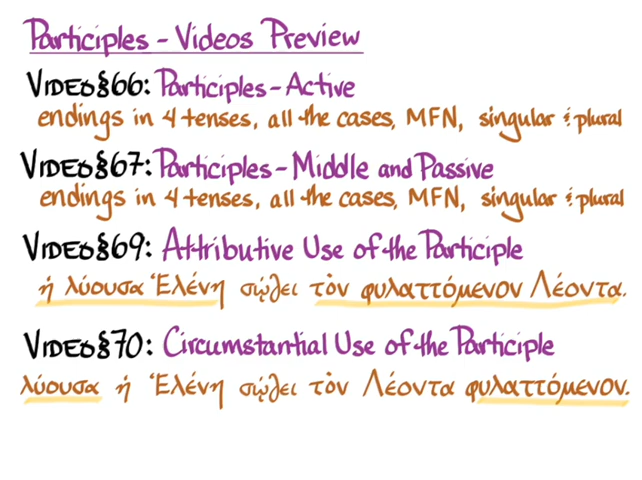 Participles - Videos Preview
VIDEO§66: Participles - Active
endings in 4 tenses, all the cases, MFN, singular & plural
VIDEO§67: Participles - Middle and Passive
endings in 4 tenses, all the cases, MFN, singular & plural
VIDEO§69: Attributive Use of the Participle
ἡ λύουσα Ἑλένη σῴζει τὸν φυλαττόμενον Λέοντα.
VIDEO§70: Circumstantial Use of the Participle
λύουσα ἡ Ἑλένη σῴζει τὸν Λέοντα φυλαττόμενον.